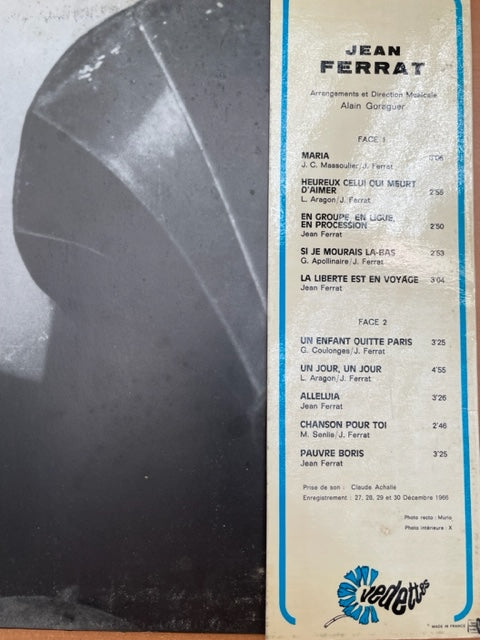 JEAN
FERRAT
Arrangements et Direction Musicale
Alain Goraguer
FACE 1
MARIA
J. C. Massoulier/J. Ferrat
HEUREUX CELUI QUI MEURT
D'AIMER 2'55
L. Aragon/J. Ferrat
EN GROUPE, EN LIGUE,
EN PROCESSION 2'50
Jean Ferrat
SI JE MOURAIS LA-BAS 2'53
G. Apollinaire/J. Ferrat
LA LIBERTE EST EN VOYAGE 3'04
Jean Ferrat
FACE 2
UN ENFANT QUITTE PARIS 3'25
G. Coulonges/J. Ferrat
UN JOUR, UN JOUR 4'55
L. Aragon/J. Ferrat
ALLELUIA 3'26
Jean Ferrat
CHANSON POUR TOI 2'46
M. Senlis/J. Ferrat
PAUVRE BORIS 3'25
Jean Ferrat
Prise de son : Claude Achallé
Enregistrement : 27, 28, 29 et 30 Décembre 1966
Photo recto :
Photo intérieure : X
vedettes
MADE IN FRANCE